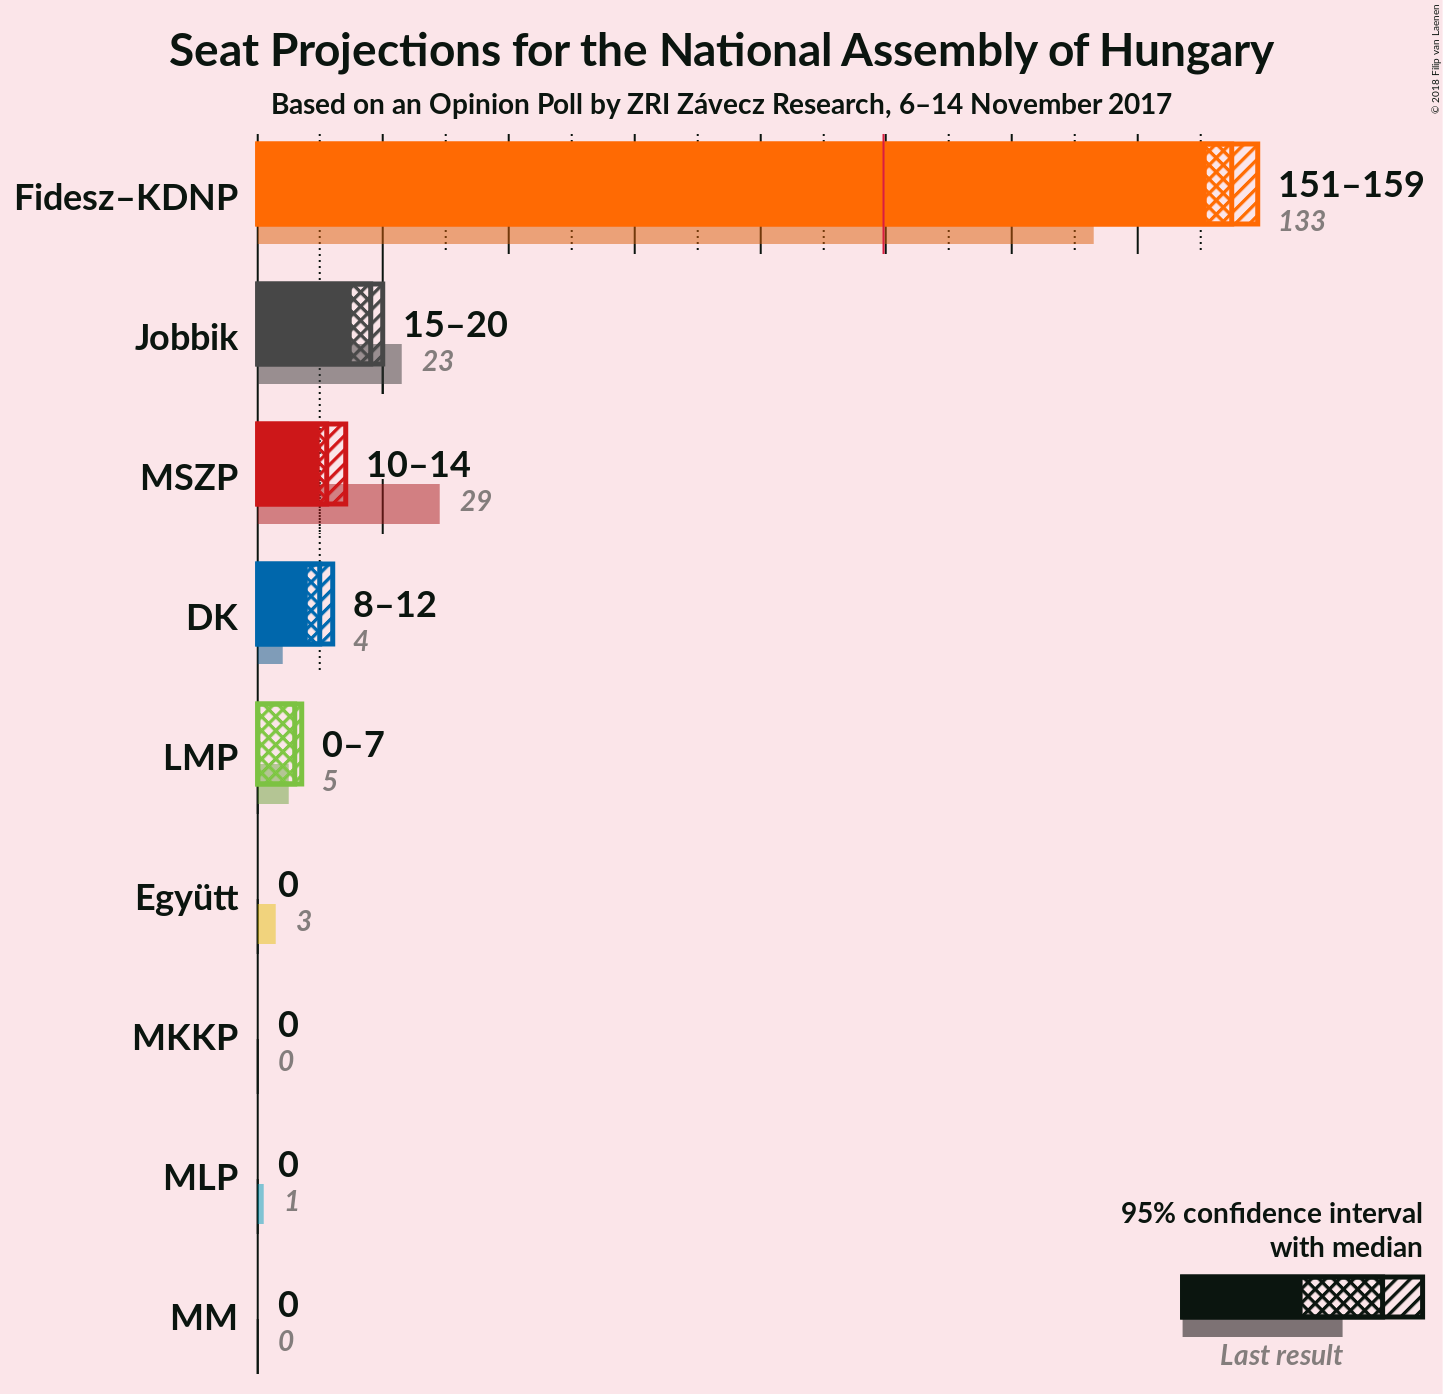 Seat Projections for the National Assembly of Hungary
Based on an Opinion Poll by ZRI Závecz Research, 6–14 November 2017
© 2018 Filip van Laenen
Fidesz–KDNP
151–159
133
Jobbik
15–20
23
MSZP
10–14
29
DK
8–12
4
LMP
0–7
5
Együtt
0
3
MKKP
0
0
MLP
0
1
MM
0
0
95% confidence interval
with median
Last result